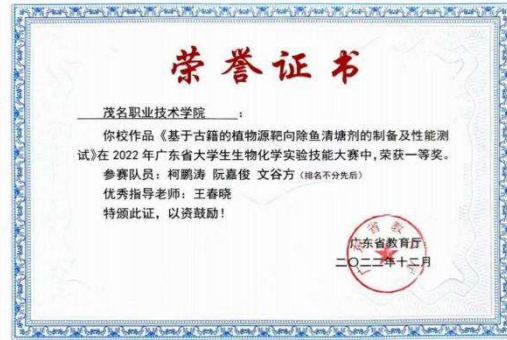 荣誉证书
茂名职业技术学院:
你校作品《基于古籍的植物源靶向除鱼清塘剂的制备及性能测
试》在2022年广东省大学生生物化学实验技能大赛中,荣获一等奖。
参赛队员:柯鹏涛 阮嘉俊 文谷方(排名不分先后)
优秀指导老师:王春晓
特颁此证,以资鼓励!
广东省教育厅
二〇二二年十二月